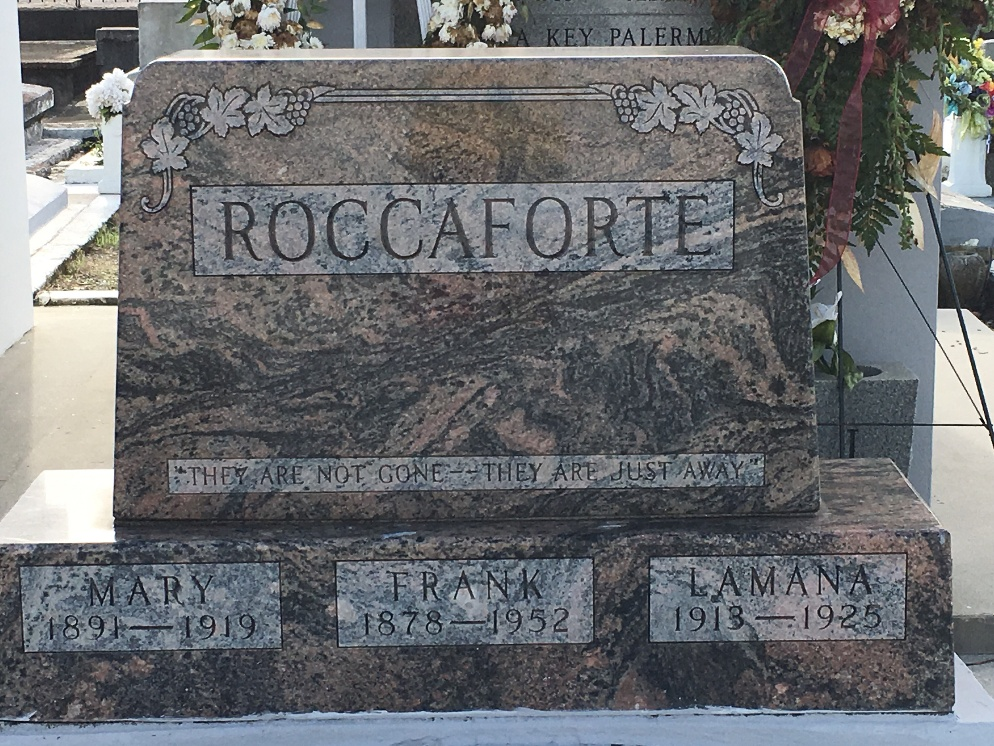 A KEY PALERM
ROCCAFORTE
"THEY ARE NOT GONE--THEY ARE JUST AWAY"
MARY
1891—1919
FRANK
1878—1952
LAMANA
1913—1925